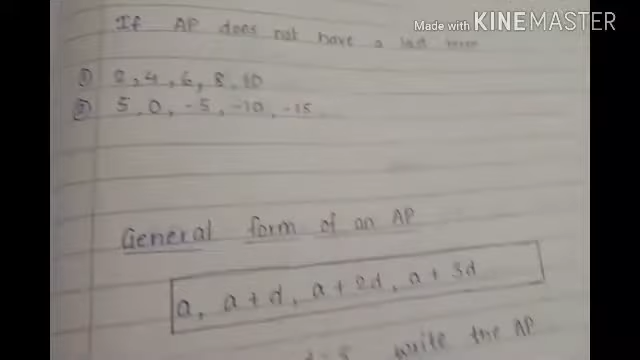 Made with KINEMASTER
If AP does not have a last term
① 2, 4, 6, 8, 10
② 5, 0, -5, -10, -15
General form of an AP
a, a+d, a+2d, a+3d
write the AP